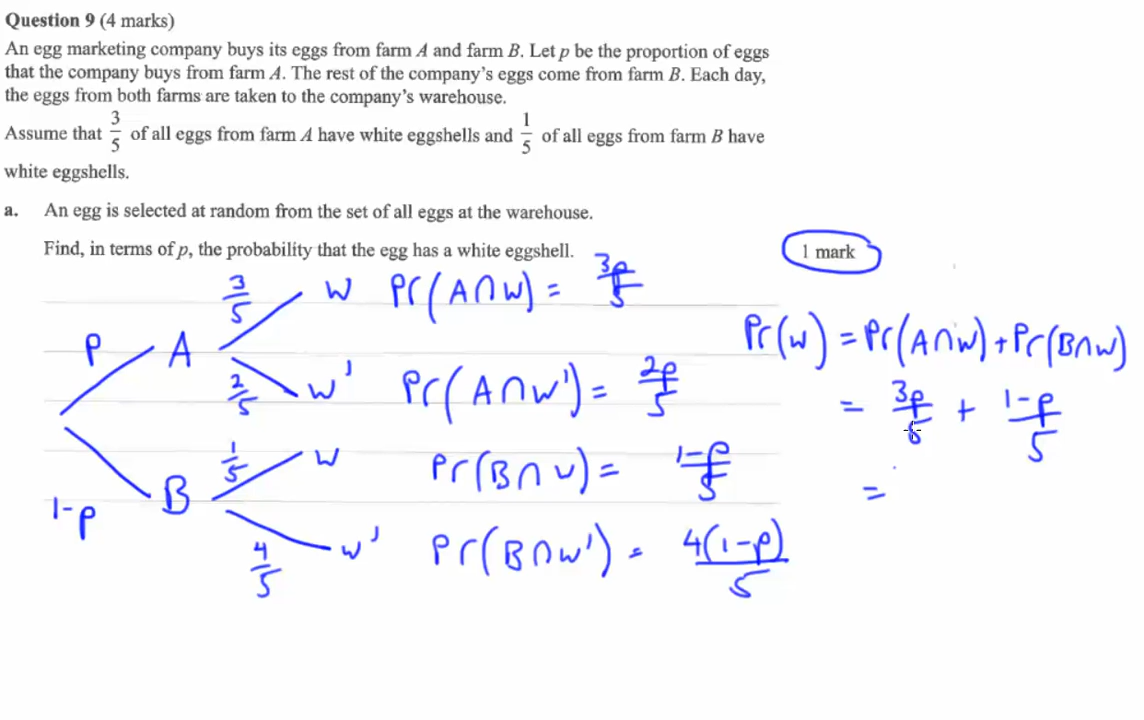 Question 9 (4 marks)
An egg marketing company buys its eggs from farm A and farm B. Let p be the proportion of eggs
that the company buys from farm A. The rest of the company's eggs come from farm B. Each day,
the eggs from both farms are taken to the company's warehouse.
Assume that 3/5 of all eggs from farm A have white eggshells and 1/5 of all eggs from farm B have
white eggshells.
a. An egg is selected at random from the set of all eggs at the warehouse.
Find, in terms of p, the probability that the egg has a white eggshell.
1 mark
3/5 W Pr(A∩W) = 3p/5
P A
2/5 W' Pr(A∩W') = 2p/5
1/5 W Pr(B∩W) = 1-p/5
1-p B
4/5 W' Pr(B∩W') = 4(1-p)/5
Pr(W) = Pr(A∩W) + Pr(B∩W)
= 3p/5 + 1-p/5
=